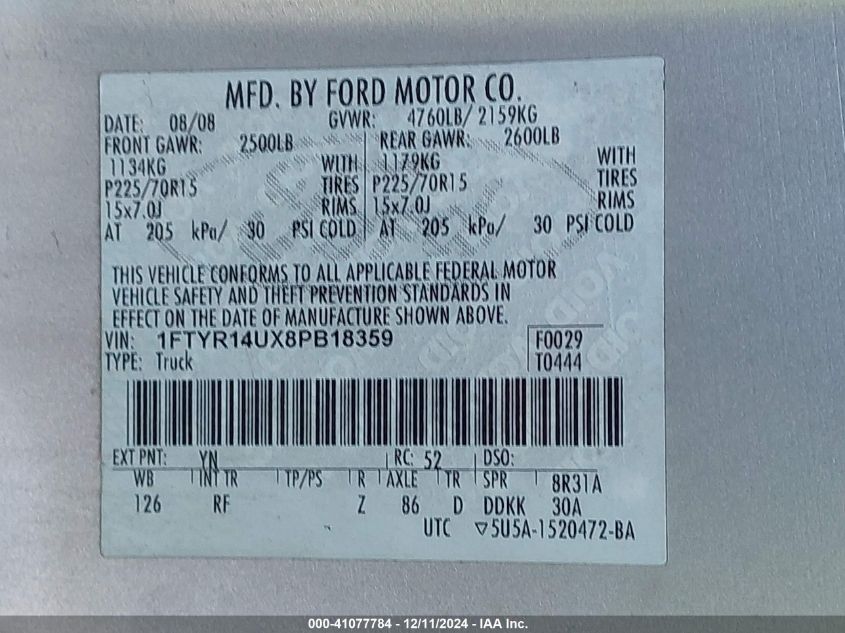 MFD. BY FORD MOTOR CO.
DATE: 08/08 GVWR: 4760LB/ 2159KG
FRONT GAWR: 2500LB REAR GAWR: 2600LB
1134KG WITH 1179KG WITH
P225/70R15 TIRES P225/70R15 TIRES
15x7.0J RIMS 15x7.0J RIMS
AT 205 kPa/ 30 PSI COLD AT 205 kPa/ 30 PSI COLD
THIS VEHICLE CONFORMS TO ALL APPLICABLE FEDERAL MOTOR
VEHICLE SAFETY AND THEFT PREVENTION STANDARDS IN
EFFECT ON THE DATE OF MANUFACTURE SHOWN ABOVE.
VIN: 1FTYR14UX8PB18359 F0029
TYPE: Truck T0444
EXT PNT: YN RC: 52 DSO:
WB INT TR TP/PS R AXLE TR SPR 8R31A
126 RF Z 86 D DDKK 30A
UTC ▽5U5A-1520472-BA
000-41077784 - 12/11/2024 - IAA Inc.